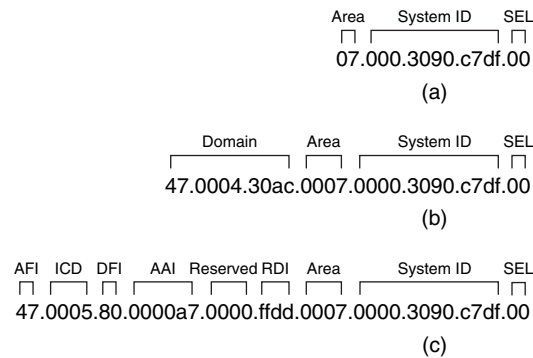 Area System ID SEL
07.000.3090.c7df.00
(a)
Domain Area System ID SEL
47.0004.30ac.0007.0000.3090.c7df.00
(b)
AFI ICD DFI AAI Reserved RDI Area System ID SEL
47.0005.80.0000a7.0000.ffdd.0007.0000.3090.c7df.00
(c)